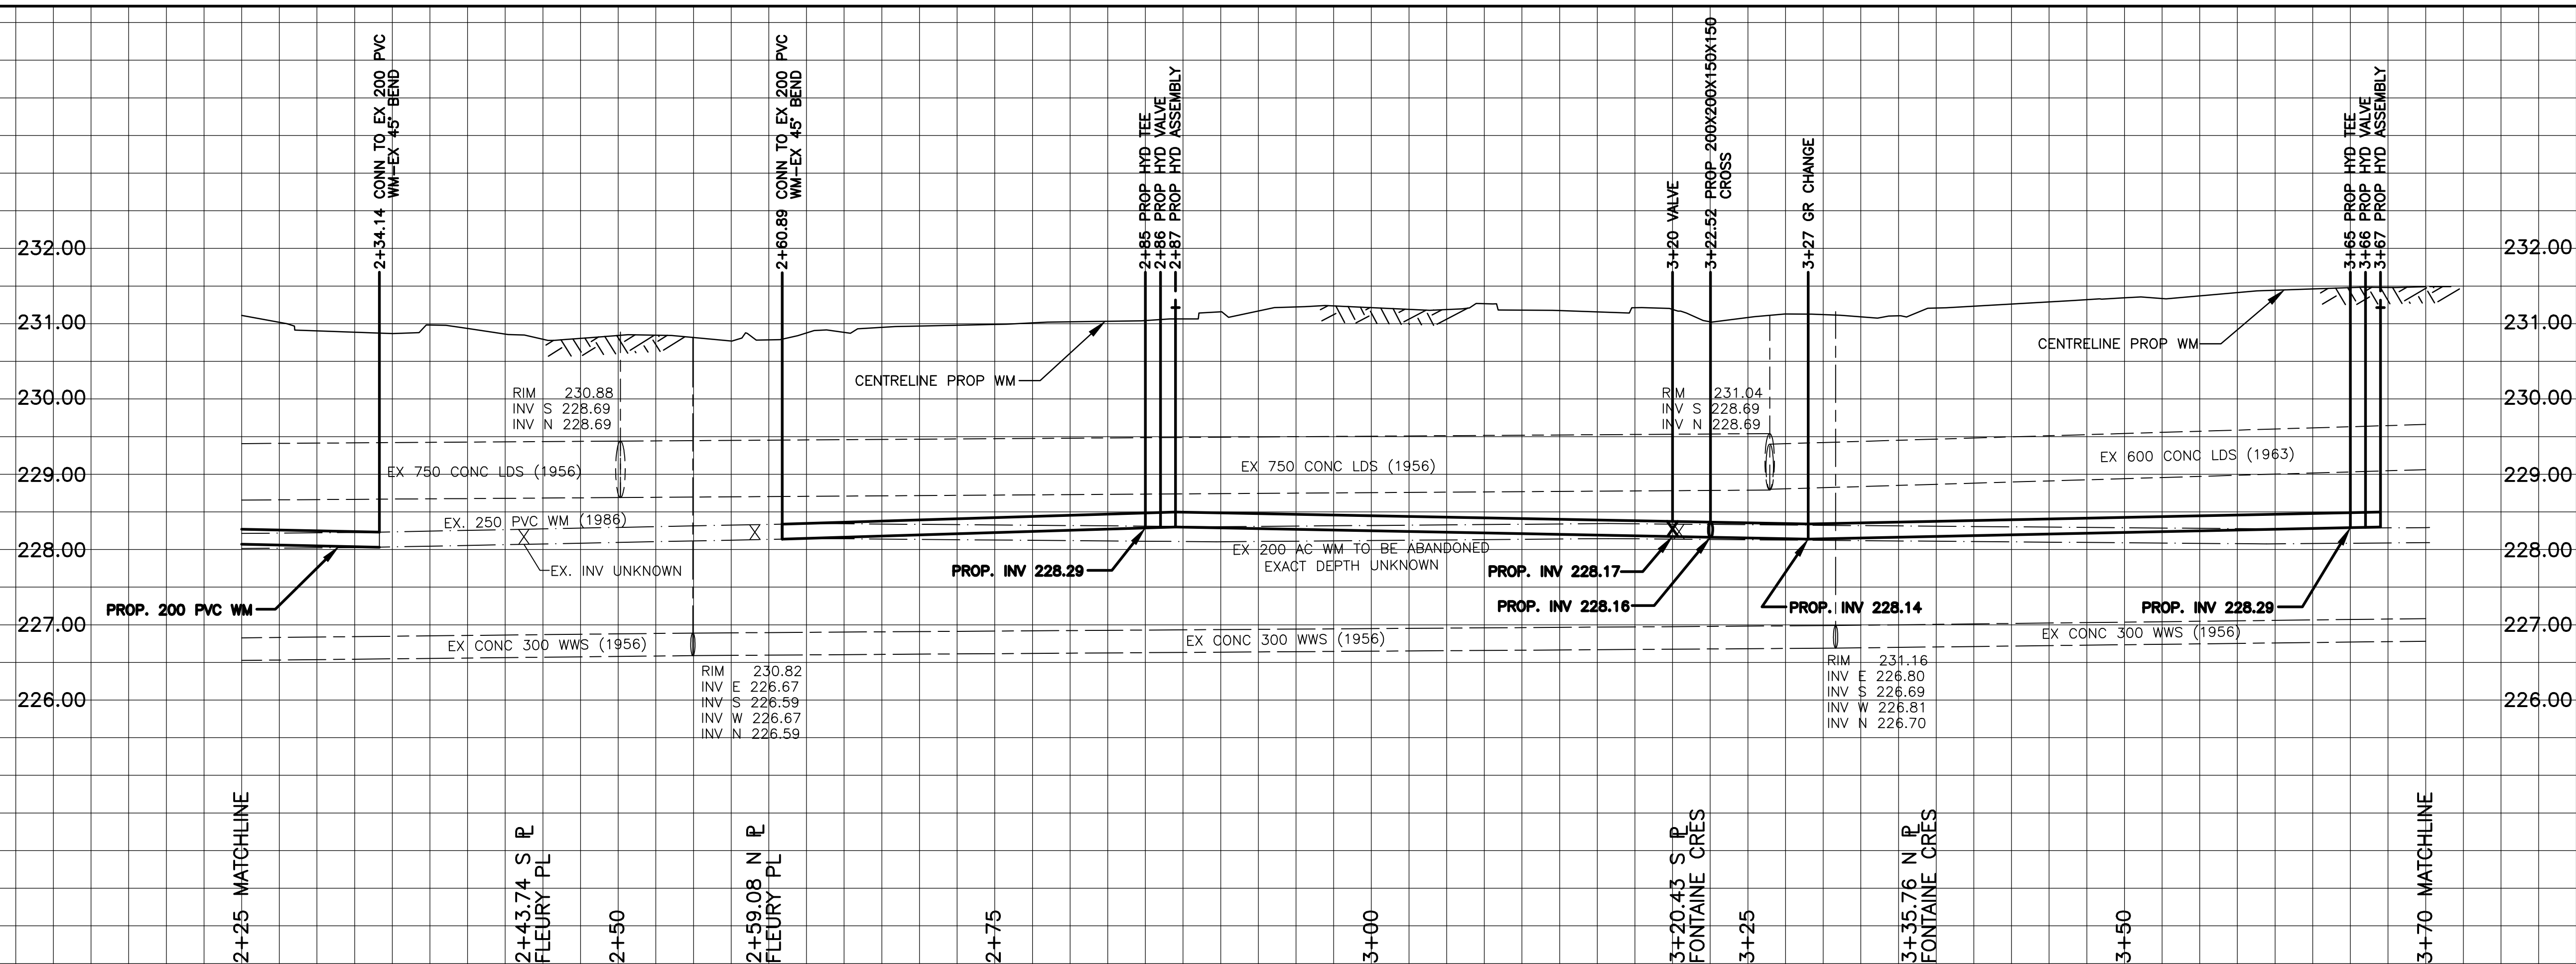 2+34.14 CONN TO EX 200 PVC
WM-EX 45° BEND
2+60.89 CONN TO EX 200 PVC
WM-EX 45° BEND
2+85 PROP HYD TEE
2+86 PROP HYD VALVE
2+87 PROP HYD ASSEMBLY
3+20 VALVE
3+22.52 PROP 200X200X150X150
CROSS
3+27 GR CHANGE
3+65 PROP HYD TEE
3+66 PROP HYD VALVE
3+67 PROP HYD ASSEMBLY
232.00
232.00
231.00
231.00
CENTRELINE PROP WM
CENTRELINE PROP WM
230.00
230.00
RIM 230.88
INV S 228.69
INV N 228.69
RIM 231.04
INV S 228.69
INV N 228.69
EX 750 CONC LDS (1956)
EX 750 CONC LDS (1956)
EX 600 CONC LDS (1963)
229.00
229.00
EX. 250 PVC WM (1986)
228.00
228.00
EX 200 AC WM TO BE ABANDONED
EXACT DEPTH UNKNOWN
EX. INV UNKNOWN
PROP. INV 228.29
PROP. INV 228.17
PROP. 200 PVC WM
PROP. INV 228.16
PROP. INV 228.14
PROP. INV 228.29
227.00
227.00
EX CONC 300 WWS (1956)
EX CONC 300 WWS (1956)
EX CONC 300 WWS (1956)
RIM 230.82
INV E 226.67
INV S 226.59
INV W 226.67
INV N 226.59
RIM 231.16
INV E 226.80
INV S 226.69
INV W 226.81
INV N 226.70
226.00
226.00
2+25 MATCHLINE
2+43.74 S PL
FLEURY PL
2+50
2+59.08 N PL
FLEURY PL
2+75
3+00
3+20.43 S PL
FONTAINE CRES
3+25
3+35.76 N PL
FONTAINE CRES
3+50
3+70 MATCHLINE